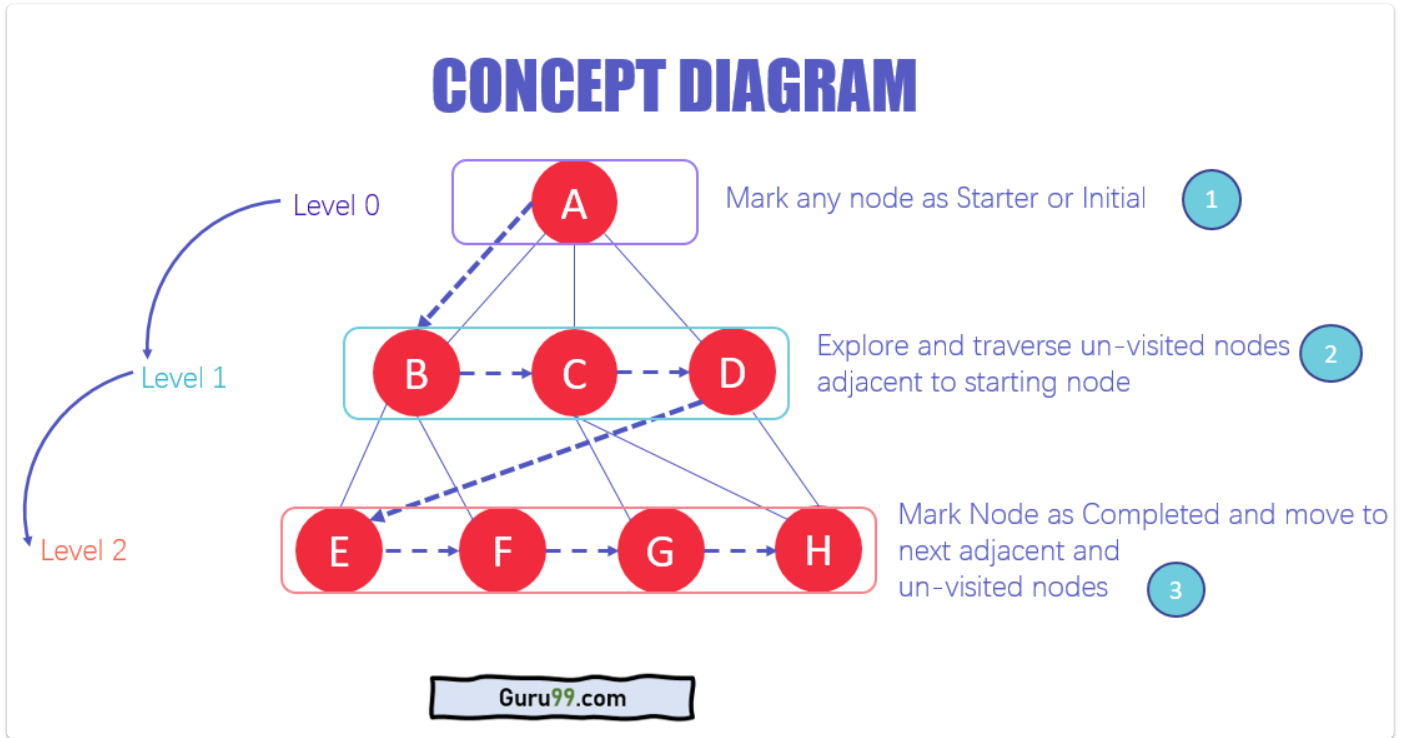 CONCEPT DIAGRAM
Level 0
A
Mark any node as Starter or Initial
1
Level 1
B
C
D
Explore and traverse un-visited nodes
adjacent to starting node
2
Level 2
E
F
G
H
Mark Node as Completed and move to
next adjacent and
un-visited nodes
3
Guru99.com